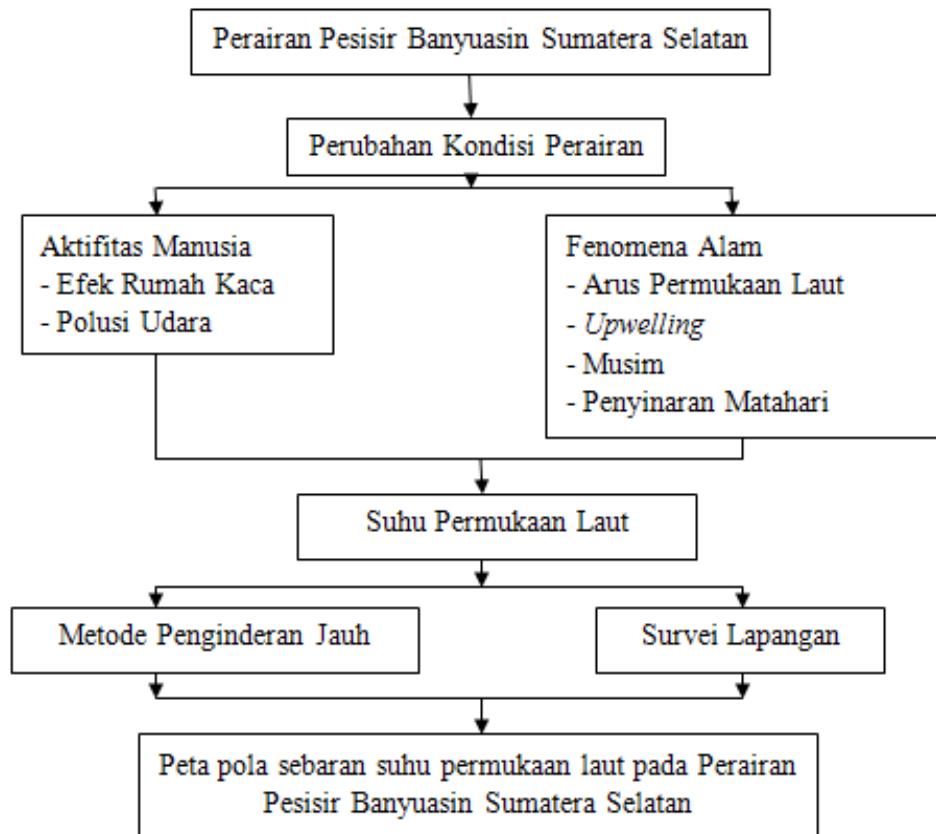 Perairan Pesisir Banyuasin Sumatera Selatan
Perubahan Kondisi Perairan
Aktifitas Manusia
- Efek Rumah Kaca
- Polusi Udara
Fenomena Alam
- Arus Permukaan Laut
- Upwelling
- Musim
- Penyinaran Matahari
Suhu Permukaan Laut
Metode Penginderan Jauh
Survei Lapangan
Peta pola sebaran suhu permukaan laut pada Perairan
Pesisir Banyuasin Sumatera Selatan